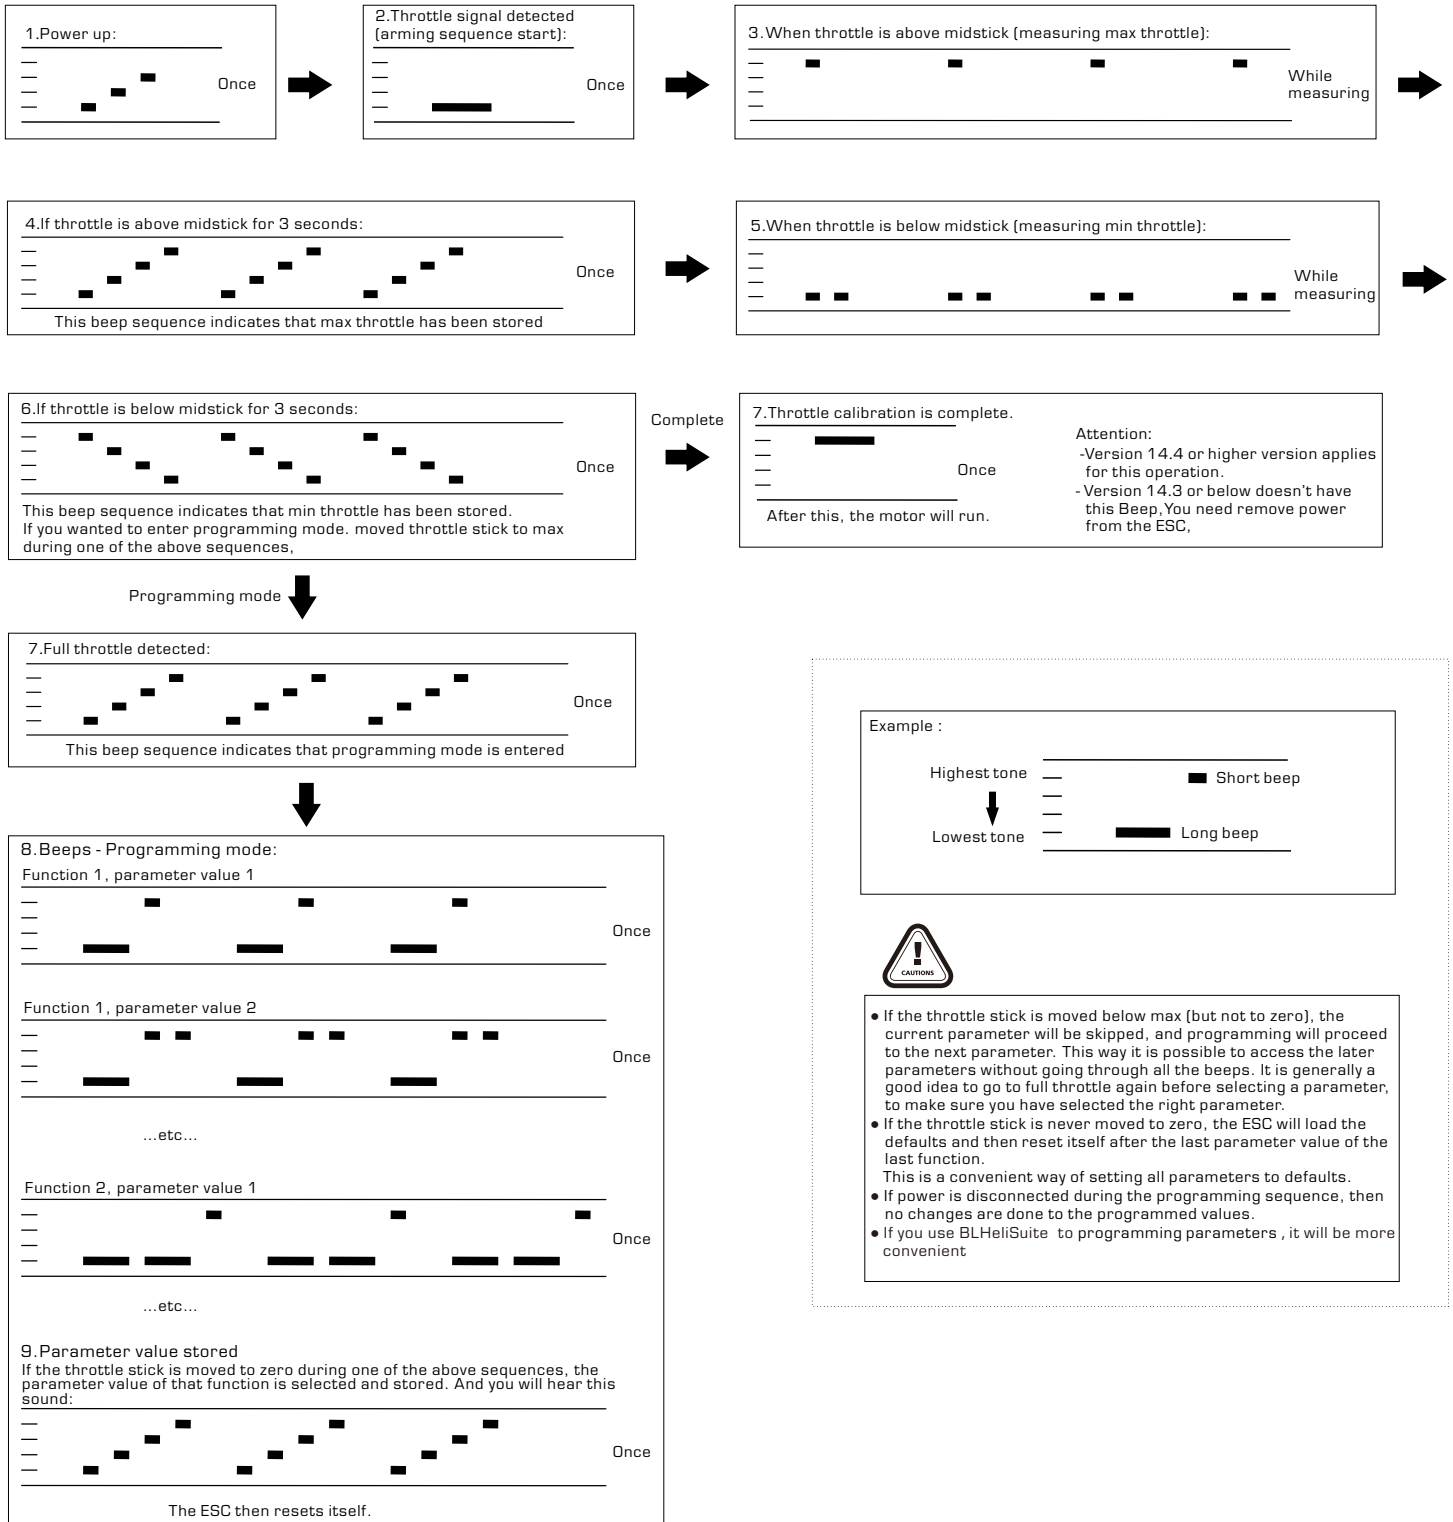 1.Power up:
Once
2.Throttle signal detected
(arming sequence start):
Once
3.When throttle is above midstick (measuring max throttle):
While
measuring
4.If throttle is above midstick for 3 seconds:
Once
This beep sequence indicates that max throttle has been stored
5.When throttle is below midstick (measuring min throttle):
While
measuring
6.If throttle is below midstick for 3 seconds:
Once
This beep sequence indicates that min throttle has been stored.
If you wanted to enter programming mode. moved throttle stick to max
during one of the above sequences,
Complete
7.Throttle calibration is complete.
Once
After this, the motor will run.
Attention:
-Version 14.4 or higher version applies
for this operation.
- Version 14.3 or below doesn't have
this Beep,You need remove power
from the ESC,
Programming mode
7.Full throttle detected:
Once
This beep sequence indicates that programming mode is entered
8.Beeps - Programming mode:
Function 1, parameter value 1
Once
Function 1, parameter value 2
Once
...etc...
Function 2, parameter value 1
Once
...etc...
9.Parameter value stored
If the throttle stick is moved to zero during one of the above sequences, the
parameter value of that function is selected and stored. And you will hear this
sound:
Once
The ESC then resets itself.
Example :
Highest tone
Short beep
Lowest tone
Long beep
!
CAUTIONS
● If the throttle stick is moved below max (but not to zero), the
current parameter will be skipped, and programming will proceed
to the next parameter. This way it is possible to access the later
parameters without going through all the beeps. It is generally a
good idea to go to full throttle again before selecting a parameter,
to make sure you have selected the right parameter.
● If the throttle stick is never moved to zero, the ESC will load the
defaults and then reset itself after the last parameter value of the
last function.
This is a convenient way of setting all parameters to defaults.
● If power is disconnected during the programming sequence, then
no changes are done to the programmed values.
● If you use BLHeliSuite to programming parameters , it will be more
convenient